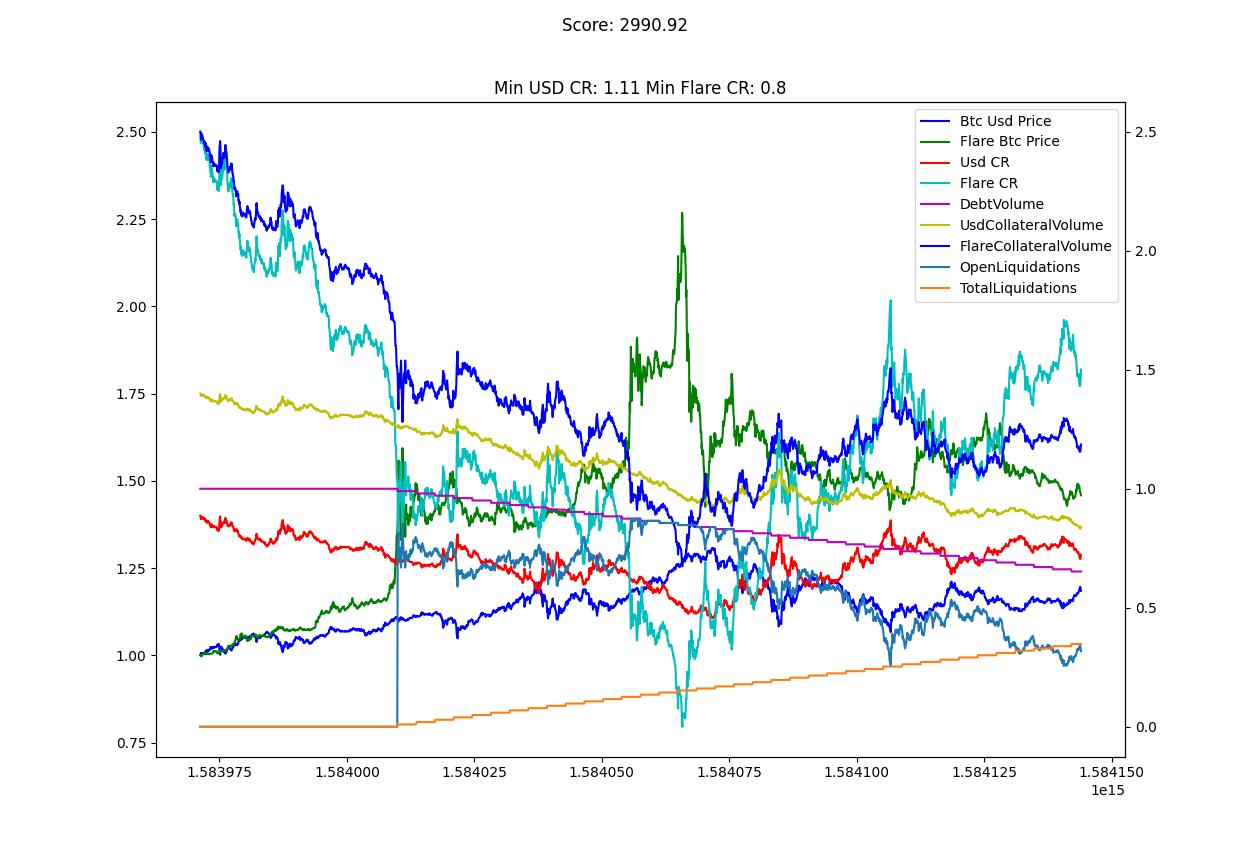 Score: 2990.92
Min USD CR: 1.11 Min Flare CR: 0.8
2.50
2.25
2.00
1.75
1.50
1.25
1.00
0.75
2.5
2.0
1.5
1.0
0.5
0.0
Btc Usd Price
Flare Btc Price
Usd CR
Flare CR
DebtVolume
UsdCollateralVolume
FlareCollateralVolume
OpenLiquidations
TotalLiquidations
1.583975 1.584000 1.584025 1.584050 1.584075 1.584100 1.584125 1.584150
1e15